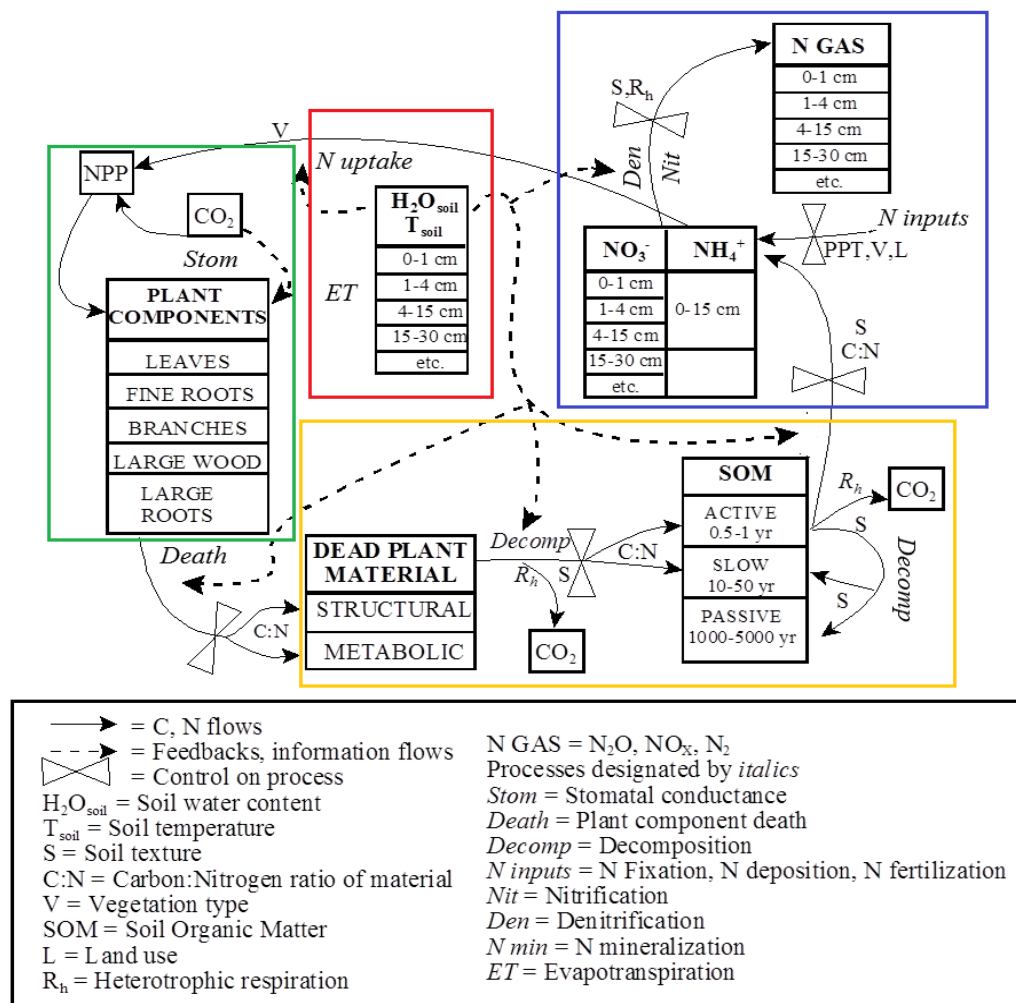 N GAS
0-1 cm
1-4 cm
4-15 cm
15-30 cm
etc.
S,Rₕ
Den
Nit
V
N uptake
NPP
CO₂
Stom
H₂Osoil
Tsoil
0-1 cm
1-4 cm
4-15 cm
15-30 cm
etc.
ET
N inputs
PPT,V,L
NO₃⁻
NH₄⁺
0-1 cm
1-4 cm
4-15 cm
15-30 cm
etc.
0-15 cm
S
C:N
PLANT
COMPONENTS
LEAVES
FINE ROOTS
BRANCHES
LARGE WOOD
LARGE
ROOTS
Death
C:N
DEAD PLANT
MATERIAL
STRUCTURAL
METABOLIC
Decomp
Rₕ
S
C:N
CO₂
SOM
ACTIVE
0.5-1 yr
SLOW
10-50 yr
PASSIVE
1000-5000 yr
Rₕ
CO₂
S
S
Decomp
= C, N flows
= Feedbacks, information flows
= Control on process
H₂Osoil = Soil water content
Tsoil = Soil temperature
S = Soil texture
C:N = Carbon:Nitrogen ratio of material
V = Vegetation type
SOM = Soil Organic Matter
L = Land use
Rₕ = Heterotrophic respiration
N GAS = N₂O, NOX, N₂
Processes designated by italics
Stom = Stomatal conductance
Death = Plant component death
Decomp = Decomposition
N inputs = N Fixation, N deposition, N fertilization
Nit = Nitrification
Den = Denitrification
N min = N mineralization
ET = Evapotranspiration